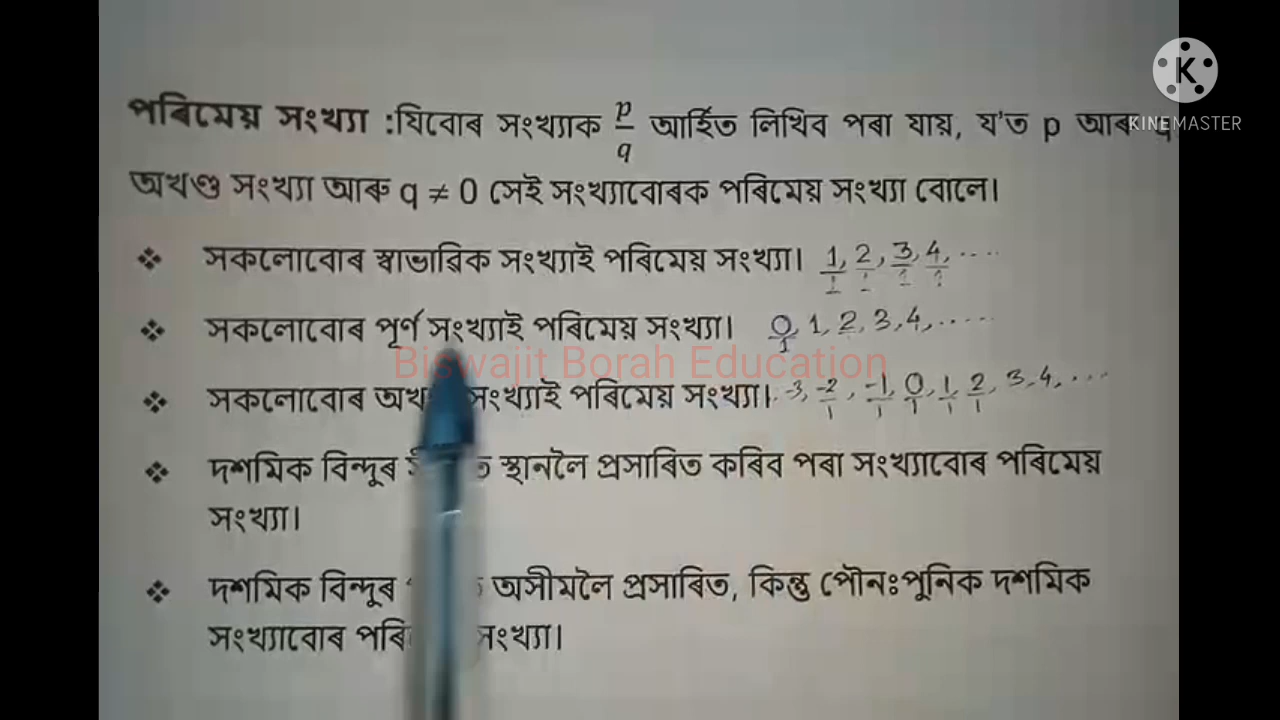 পৰিমেয় সংখ্যা :যিবোৰ সংখ্যাক p/q আৰ্হিত লিখিব পৰা যায়, য'ত p আৰু q
অখণ্ড সংখ্যা আৰু q ≠ 0 সেই সংখ্যাবোৰক পৰিমেয় সংখ্যা বোলে।
❖ সকলোবোৰ স্বাভাৱিক সংখ্যাই পৰিমেয় সংখ্যা। 1/1, 2/1, 3/1, 4/1, ....
❖ সকলোবোৰ পূৰ্ণ সংখ্যাই পৰিমেয় সংখ্যা। 0/1, 1, 2, 3, 4, .....
❖ সকলোবোৰ সংখ্যাই পৰিমেয় সংখ্যা। -3, -2/1, -1/1, 0/1, 1/1, 2/1, 3, 4, ...
❖ দশমিক বিন্দুৰ স্থানলৈ প্ৰসাৰিত কৰিব পৰা সংখ্যাবোৰ পৰিমেয়
সংখ্যা।
❖ দশমিক বিন্দুৰ অসীমলৈ প্ৰসাৰিত, কিন্তু পৌনঃপুনিক দশমিক
সংখ্যাবোৰ সংখ্যা।
Biswajit Borah Education
K
KINEMASTER